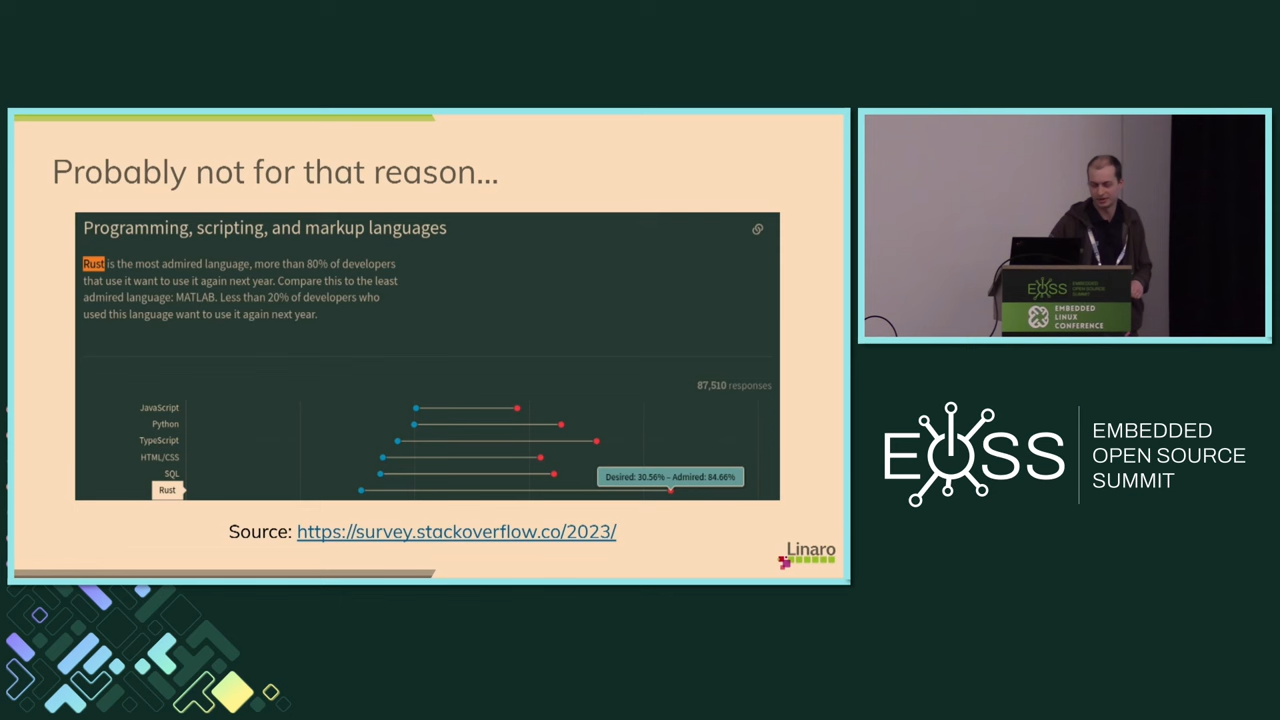 Probably not for that reason...
Programming, scripting, and markup languages
Rust is the most admired language, more than 80% of developers
that use it want to use it again next year. Compare this to the least
admired language: MATLAB. Less than 20% of developers who
used this language want to use it again next year.
87,510 responses
JavaScript
Python
TypeScript
HTML/CSS
SQL
Desired: 30.56% – Admired: 84.66%
Rust
Source: https://survey.stackoverflow.co/2023/
Linaro
EOSS
EMBEDDED
OPEN SOURCE
SUMMIT
EMBEDDED
LINUX
CONFERENCE
EOSS
EMBEDDED
OPEN SOURCE
SUMMIT